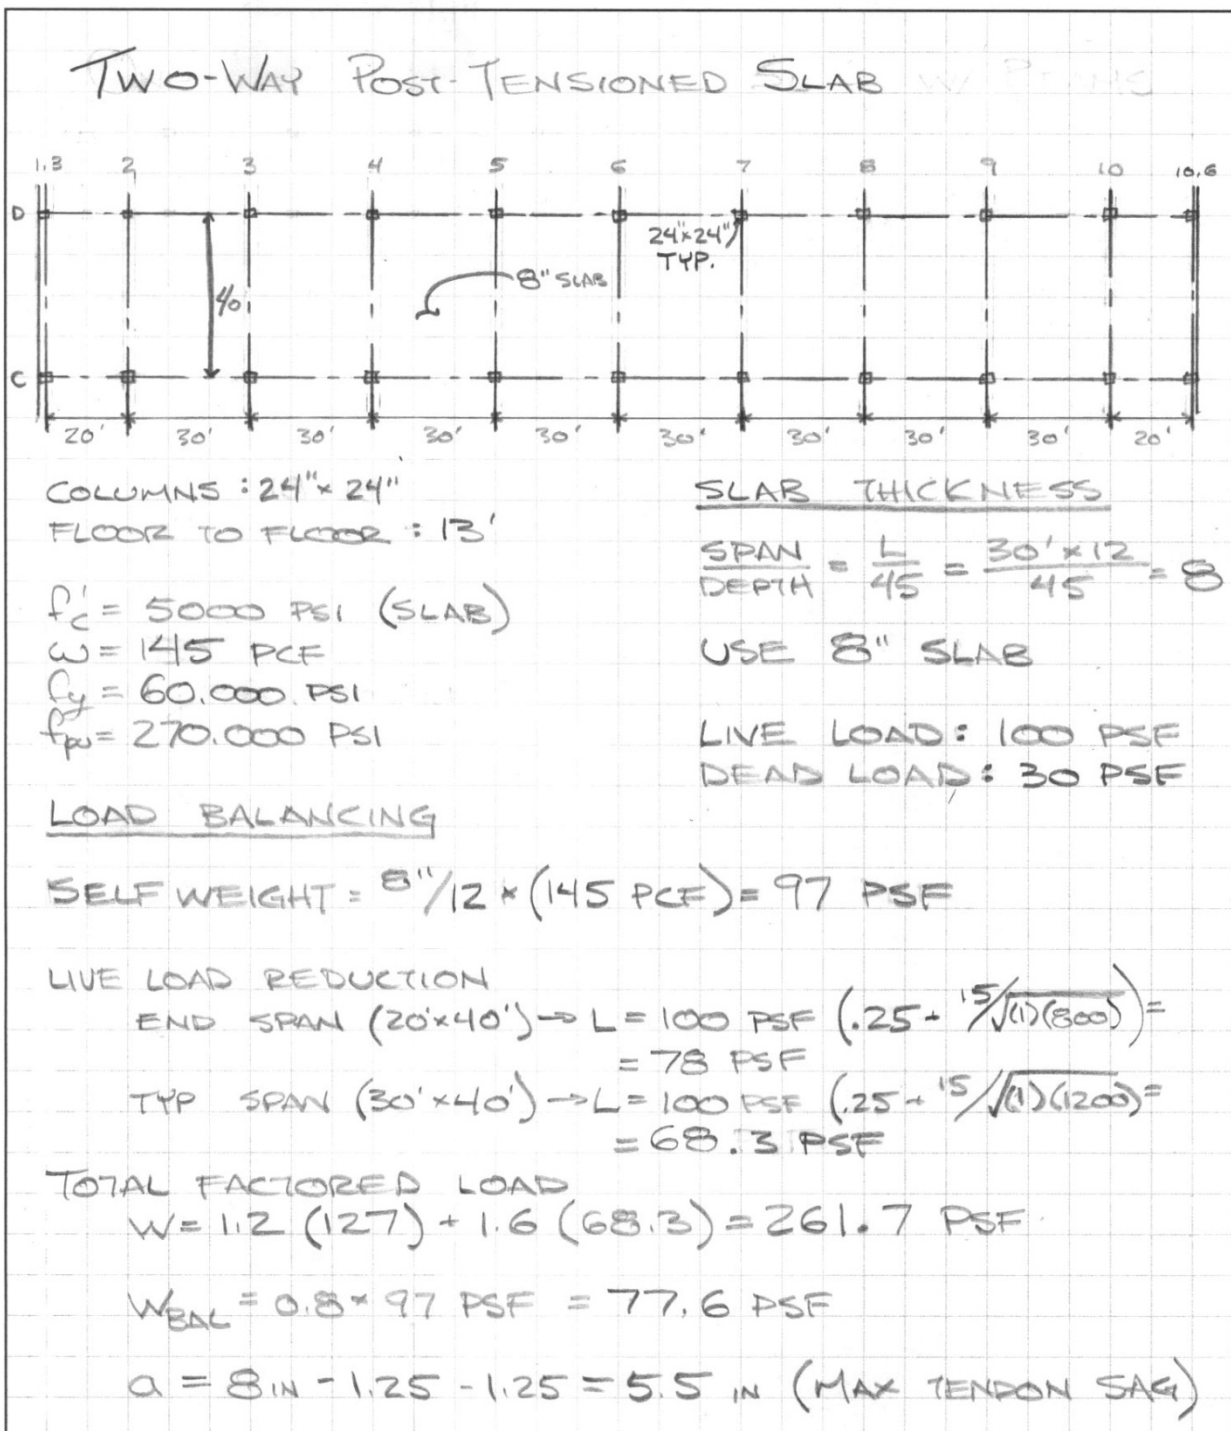 TWO-WAY POST-TENSIONED SLAB
1.3 2 3 4 5 6 7 8 9 10 10.6
D
24"x24"
TYP.
8" SLAB
40'
C
20' 30' 30' 30' 30' 30' 30' 30' 30' 20'
COLUMNS : 24" x 24"
FLOOR TO FLOOR : 13'
f'c = 5000 PSI (SLAB)
ω = 145 PCF
fy = 60.000 PSI
fpu = 270.000 PSI
SLAB THICKNESS
SPAN/DEPTH = L/45 = 30' x 12/45 = 8
USE 8" SLAB
LIVE LOAD: 100 PSF
DEAD LOAD: 30 PSF
LOAD BALANCING
SELF WEIGHT = 8"/12 x (145 PCF) = 97 PSF
LIVE LOAD REDUCTION
END SPAN (20'x40') → L = 100 PSF (.25 + 15/√(1)(800)) =
= 78 PSF
TYP SPAN (30'x40') → L = 100 PSF (.25 + 15/√(1)(1200) =
= 68.3 PSF
TOTAL FACTORED LOAD
W = 1.2 (127) + 1.6 (68.3) = 261.7 PSF
WBAL = 0.8 x 97 PSF = 77.6 PSF
a = 8 IN - 1.25 - 1.25 = 5.5 IN (MAX TENDON SAG)